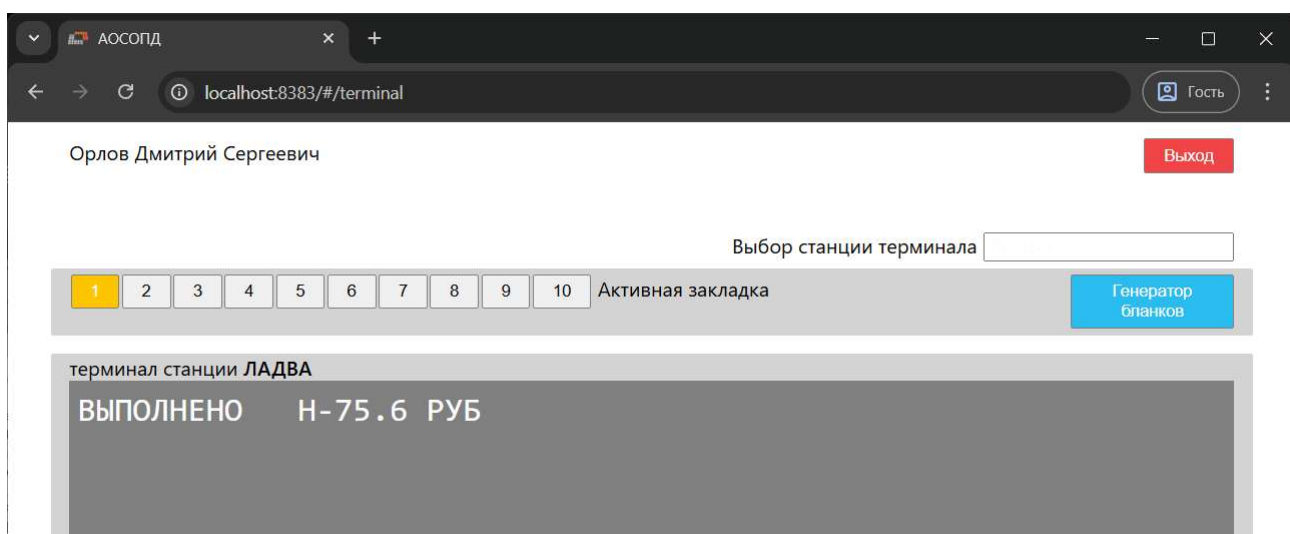 АОСОПД
localhost:8383/#/terminal
Гость
Орлов Дмитрий Сергеевич
Выход
Выбор станции терминала
1 2 3 4 5 6 7 8 9 10 Активная закладка
Генератор
бланков
терминал станции ЛАДВА
ВЫПОЛНЕНО Н-75.6 РУБ